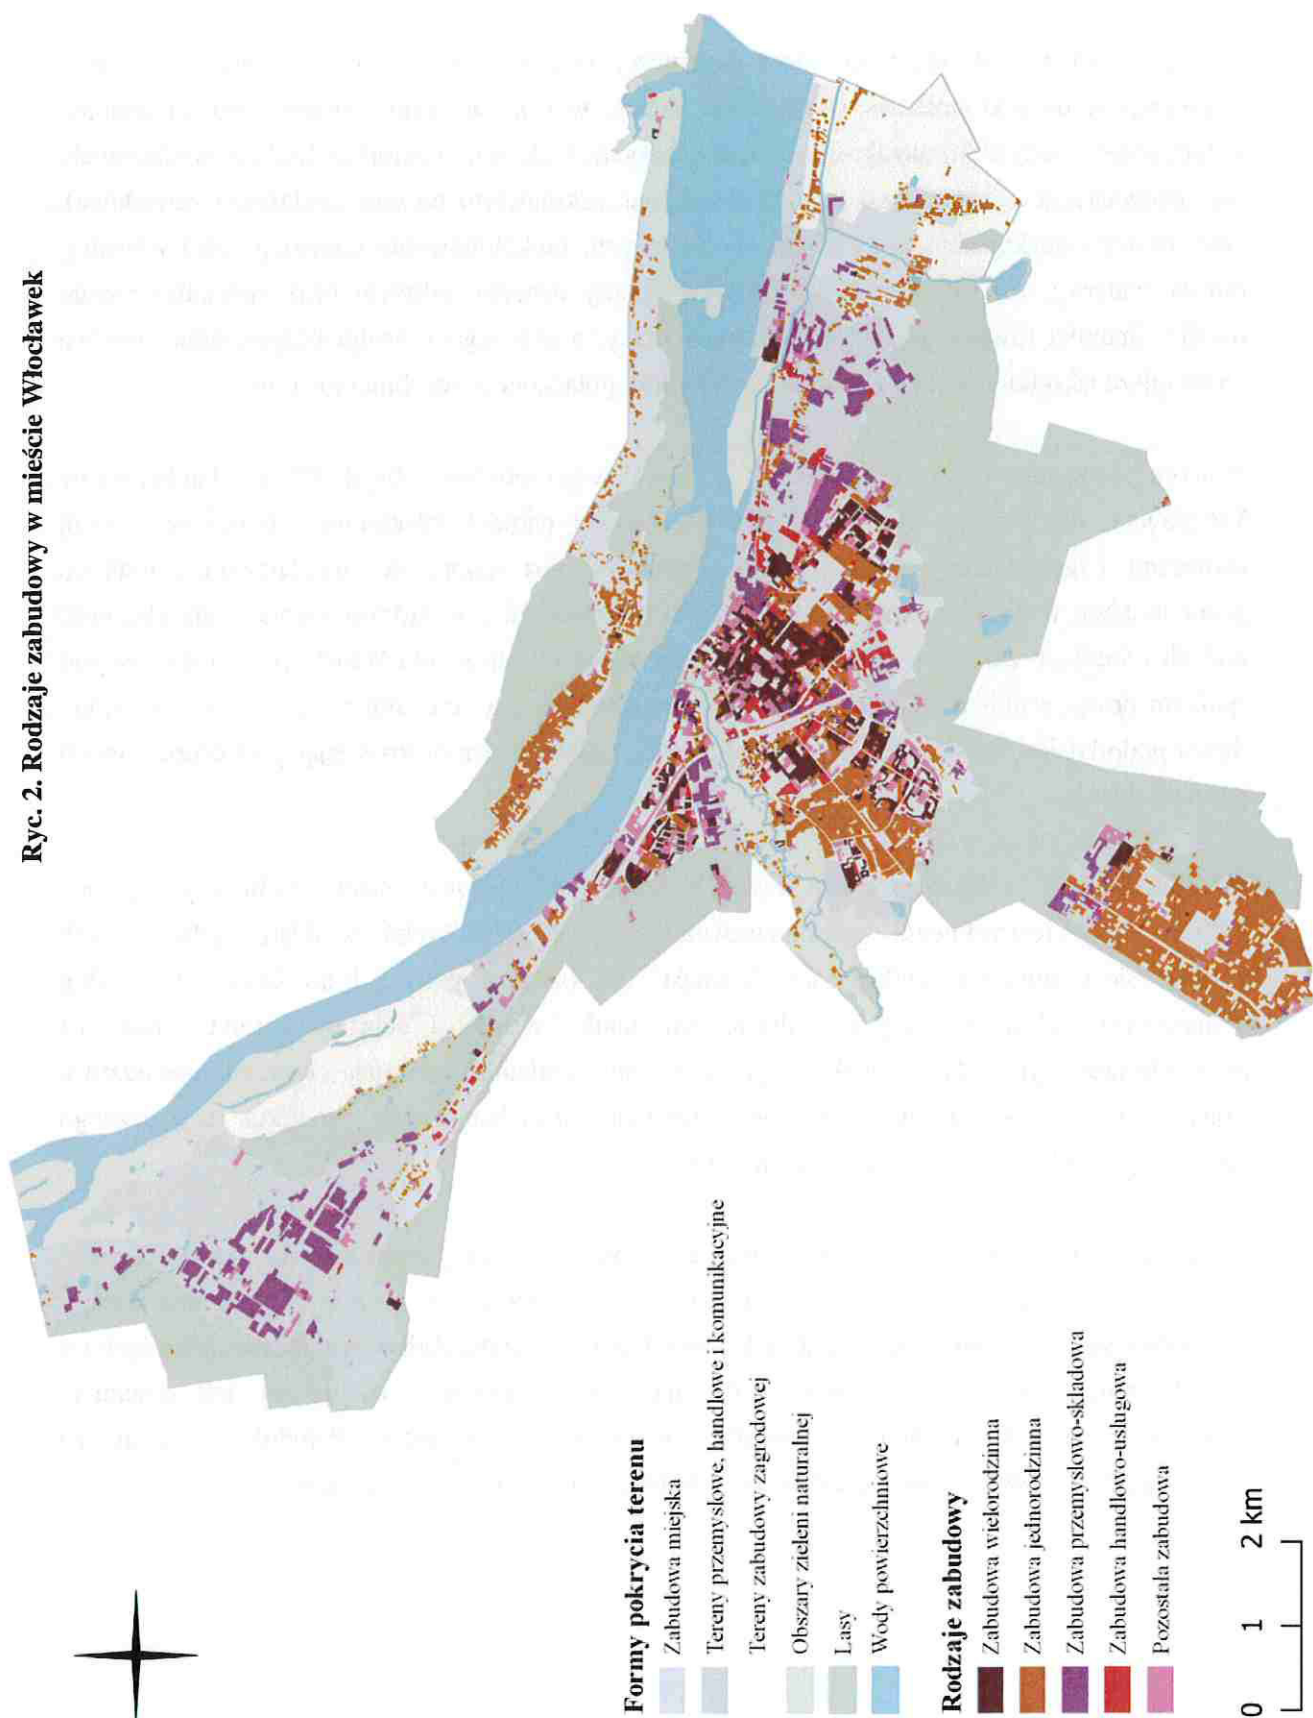 Ryc. 2. Rodzaje zabudowy w mieście Włocławek
Formy pokrycia terenu
Zabudowa miejska
Tereny przemysłowe, handlowe i komunikacyjne
Tereny zabudowy zagrodowej
Obszary zieleni naturalnej
Lasy
Wody powierzchniowe
Rodzaje zabudowy
Zabudowa wielorodzinna
Zabudowa jednorodzinna
Zabudowa przemysłowo-składowa
Zabudowa handlowo-usługowa
Pozostała zabudowa
0 1 2 km